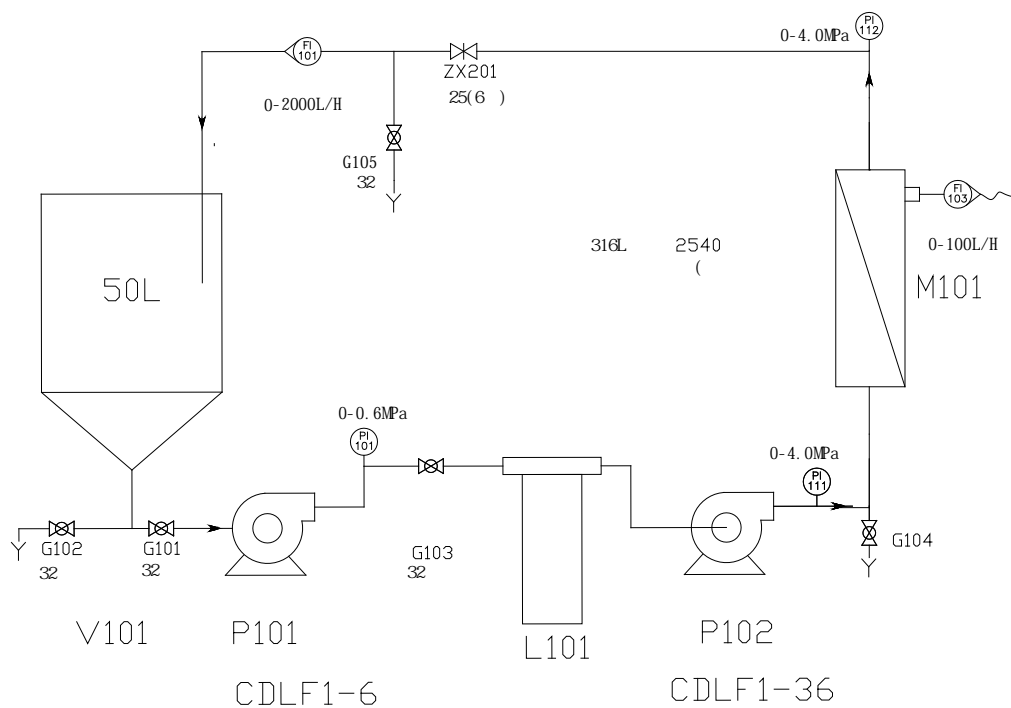 PI
112
0-4.0MPa
FI
101
ZX201
25(6 )
0-2000L/H
G105
32
FI
103
316L 2540
(
0-100L/H
50L
M101
0-0.6MPa
PI
101
0-4.0MPa
PI
111
G102
32
G101
32
G103
32
G104
V101
P101
L101
P102
CDLF1-6
CDLF1-36